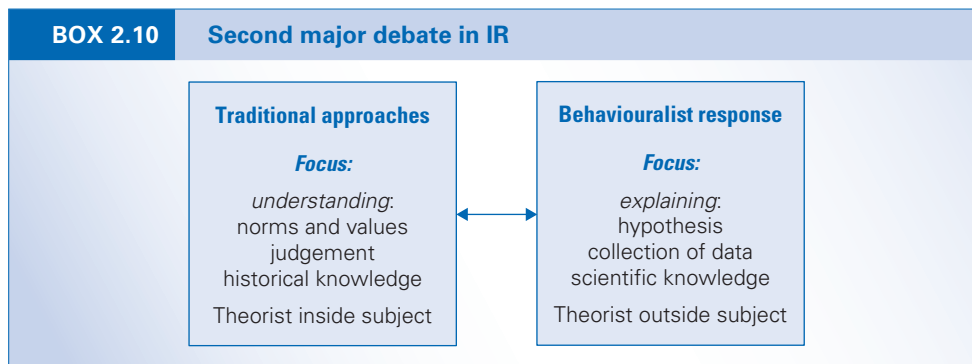 BOX 2.10 Second major debate in IR
Traditional approaches
Focus:
understanding:
norms and values
judgement
historical knowledge
Theorist inside subject
Behaviouralist response
Focus:
explaining:
hypothesis
collection of data
scientific knowledge
Theorist outside subject